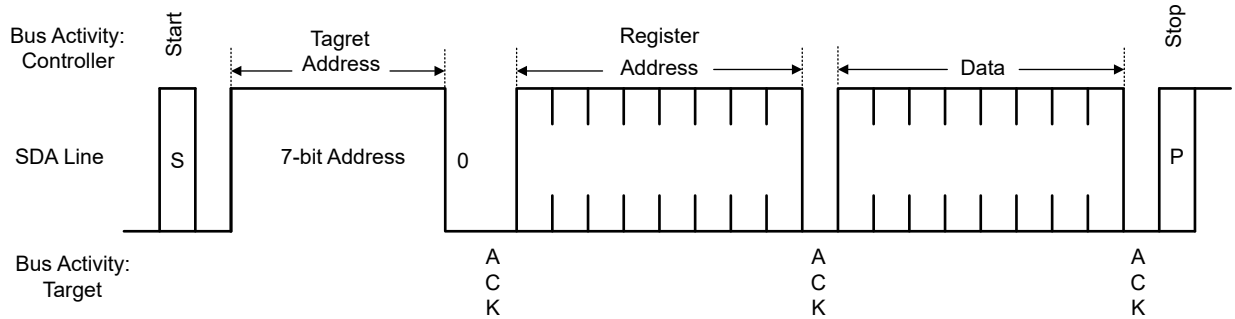 Bus Activity:
Controller
Start
Tagret
Address
Register
Address
Data
Stop
SDA Line
S
7-bit Address
0
P
Bus Activity:
Target
A
C
K
A
C
K
A
C
K